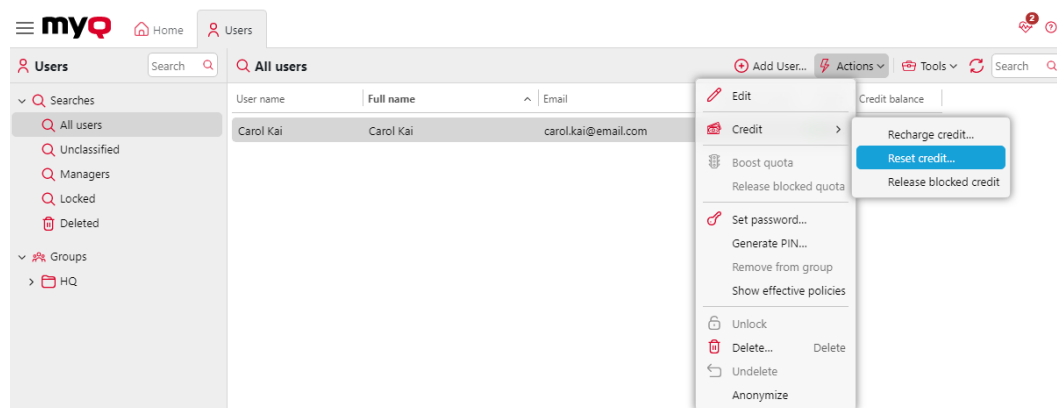 myQ Home Users 2
Users Search All users Add User... Actions Tools Search
Searches
All users
Unclassified
Managers
Locked
Deleted
Groups
HQ
User name Full name Email Credit balance
Carol Kai Carol Kai carol.kai@email.com
Edit
Credit
Boost quota
Release blocked quota
Set password...
Generate PIN...
Remove from group
Show effective policies
Unlock
Delete... Delete
Undelete
Anonymize
Recharge credit...
Reset credit...
Release blocked credit